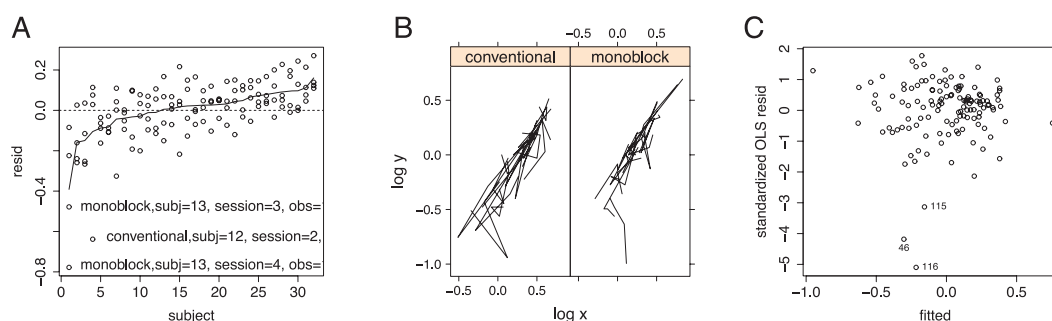 A
0.2
0.0
−0.4
−0.8
resid
monoblock,subj=13, session=3, obs=
conventional,subj=12, session=2,
monoblock,subj=13, session=4, obs=
0 5 10 15 20 25 30
subject
B
−0.5 0.0 0.5
conventional monoblock
0.5
0.0
−0.5
−1.0
log y
−0.5 0.0 0.5
log x
C
2
1
0
−1
−2
−3
−4
−5
standardized OLS resid
115
46
116
−1.0 −0.5 0.0 0.5
fitted